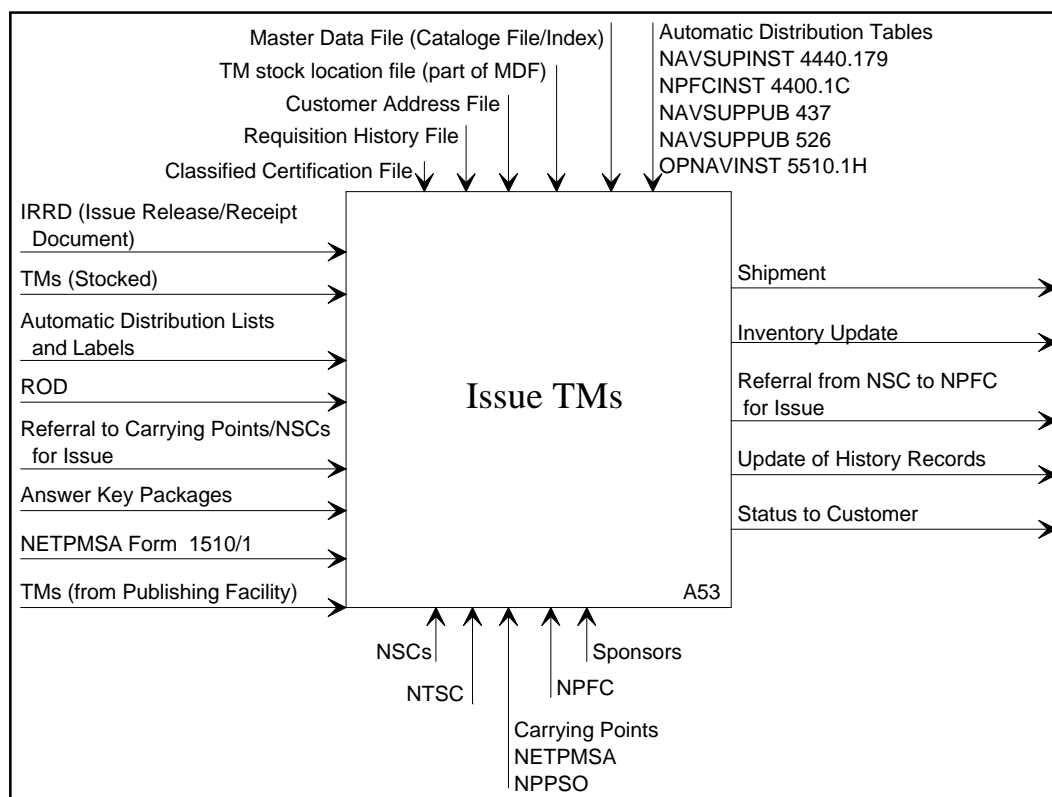 Master Data File (Cataloge File/Index)
TM stock location file (part of MDF)
Customer Address File
Requisition History File
Classified Certification File
Automatic Distribution Tables
NAVSUPINST 4440.179
NPFCINST 4400.1C
NAVSUPPUB 437
NAVSUPPUB 526
OPNAVINST 5510.1H
IRRD (Issue Release/Receipt
Document)
TMs (Stocked)
Automatic Distribution Lists
and Labels
ROD
Referral to Carrying Points/NSCs
for Issue
Answer Key Packages
NETPMSA Form 1510/1
TMs (from Publishing Facility)
Issue TMs
A53
Shipment
Inventory Update
Referral from NSC to NPFC
for Issue
Update of History Records
Status to Customer
NSCs
NTSC
Carrying Points
NETPMSA
NPPSO
NPFC
Sponsors